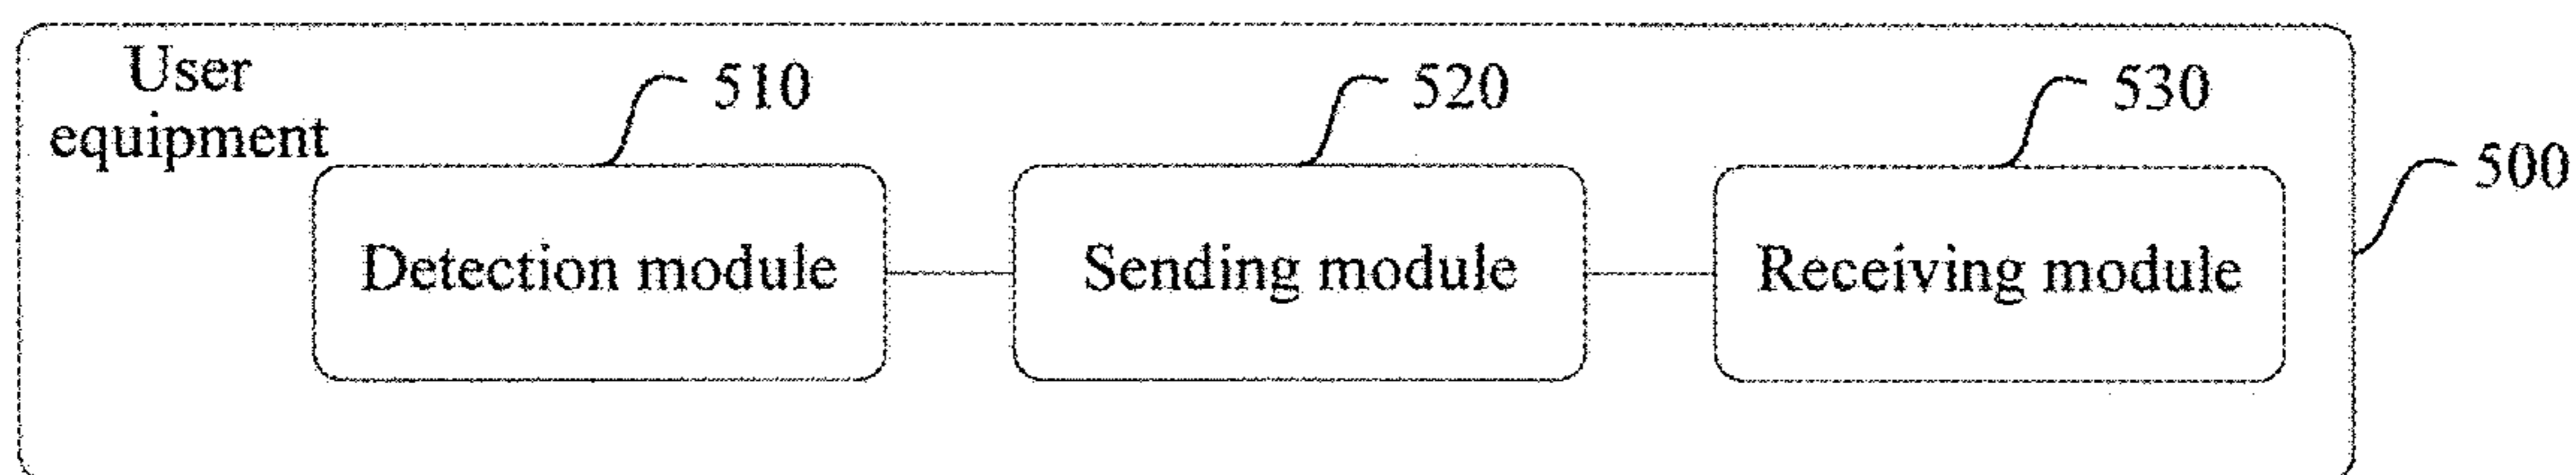 User
equipment
510
520
530
500
Detection module
Sending module
Receiving module